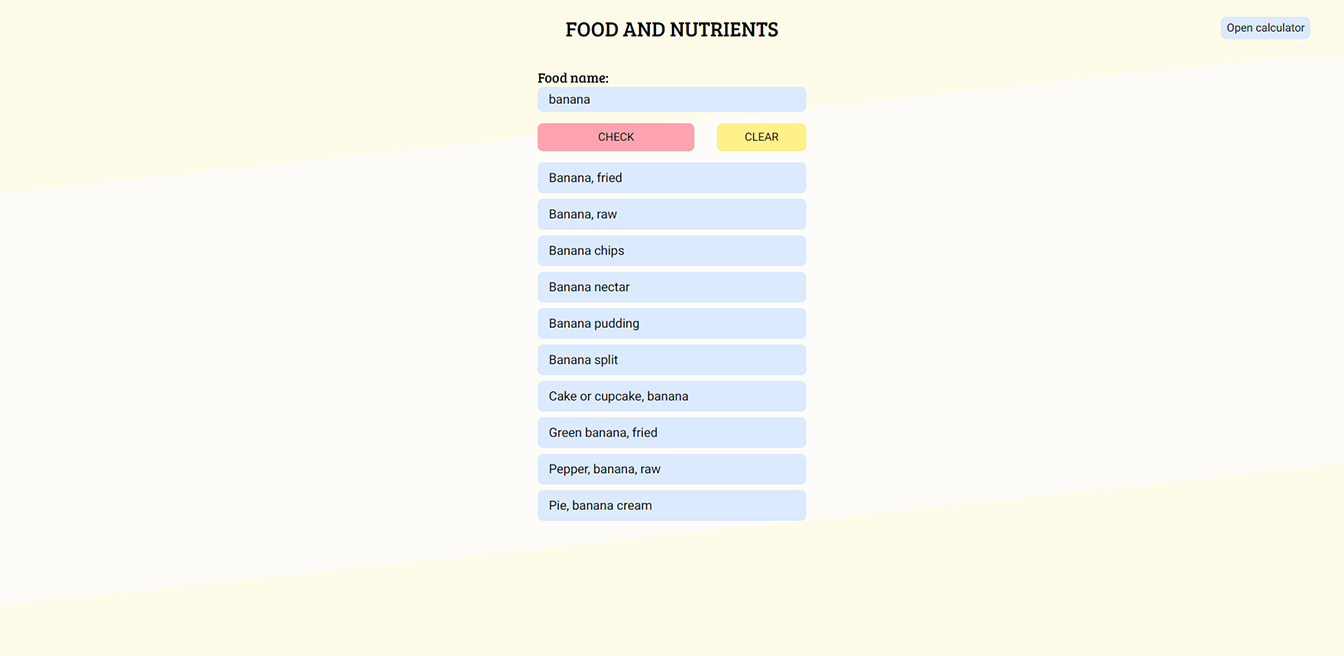 FOOD AND NUTRIENTS
Open calculator
Food name:
banana
CHECK
CLEAR
Banana, fried
Banana, raw
Banana chips
Banana nectar
Banana pudding
Banana split
Cake or cupcake, banana
Green banana, fried
Pepper, banana, raw
Pie, banana cream